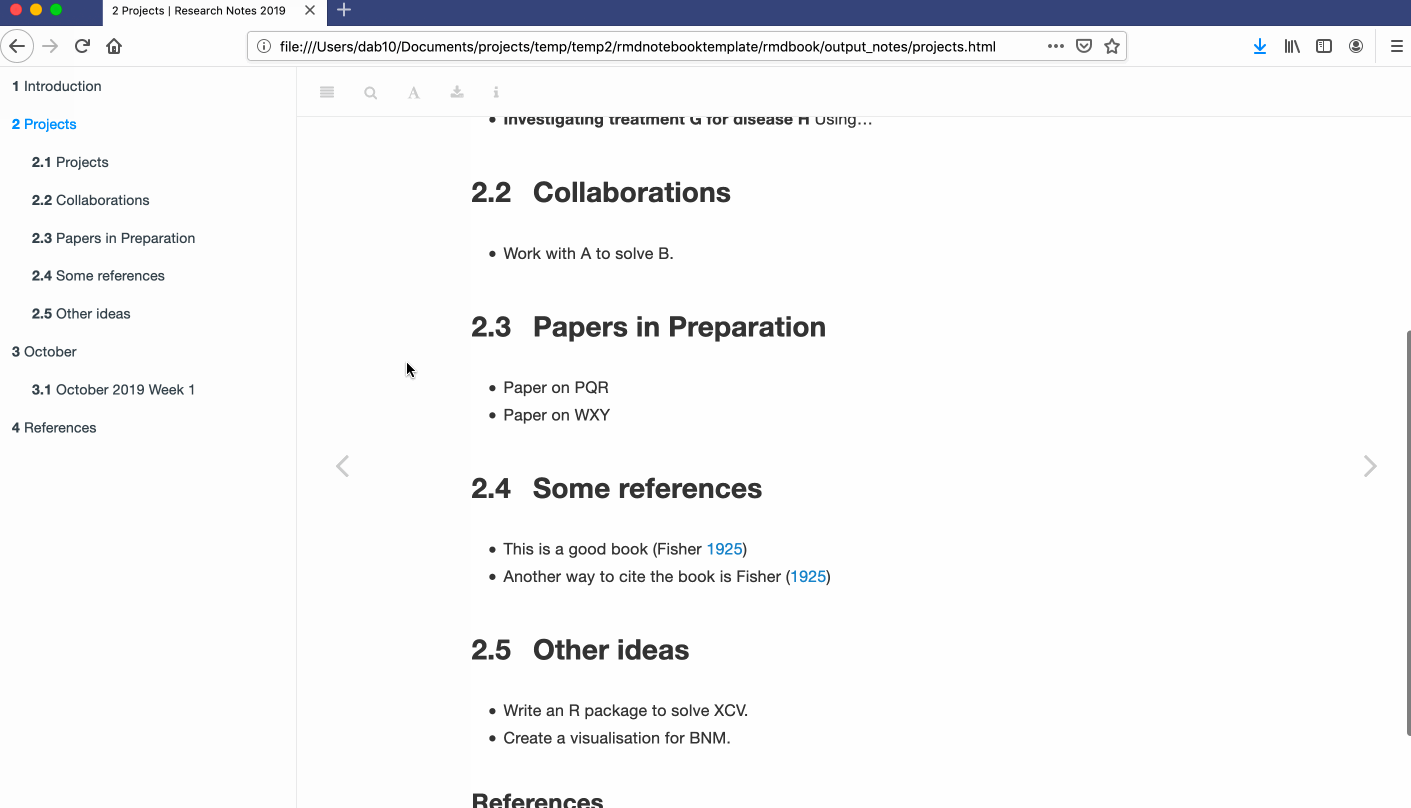 2 Projects | Research Notes 2019
file:///Users/dab10/Documents/projects/temp/temp2/rmdnotebooktemplate/rmdbook/output_notes/projects.html
1 Introduction
2 Projects
2.1 Projects
2.2 Collaborations
2.3 Papers in Preparation
2.4 Some references
2.5 Other ideas
3 October
3.1 October 2019 Week 1
4 References
A
i
• Investigating treatment G for disease H Using…
2.2 Collaborations
• Work with A to solve B.
2.3 Papers in Preparation
• Paper on PQR
• Paper on WXY
2.4 Some references
• This is a good book (Fisher 1925)
• Another way to cite the book is Fisher (1925)
2.5 Other ideas
• Write an R package to solve XCV.
• Create a visualisation for BNM.
References